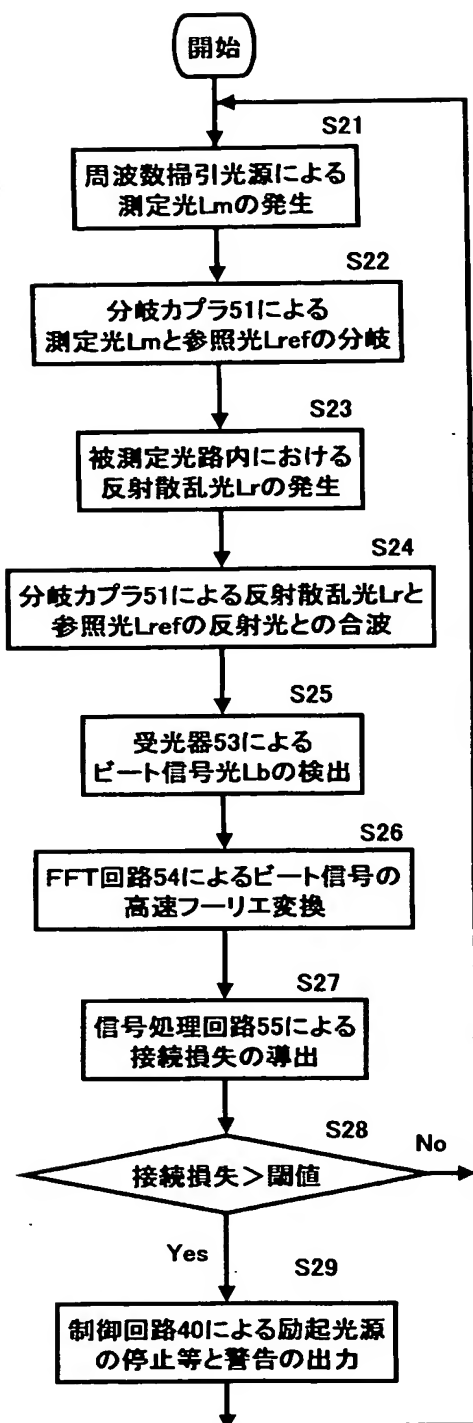 開始
S21
周波数掃引光源による
測定光Lmの発生
S22
分岐カプラ51による
測定光Lmと参照光Lrefの分岐
S23
被測定光路内における
反射散乱光Lrの発生
S24
分岐カプラ51による反射散乱光Lrと
参照光Lrefの反射光との合波
S25
受光器53による
ビート信号光Lbの検出
S26
FFT回路54によるビート信号の
高速フーリエ変換
S27
信号処理回路55による
接続損失の導出
S28
No
接続損失＞閾値
Yes
S29
制御回路40による励起光源
の停止等と警告の出力